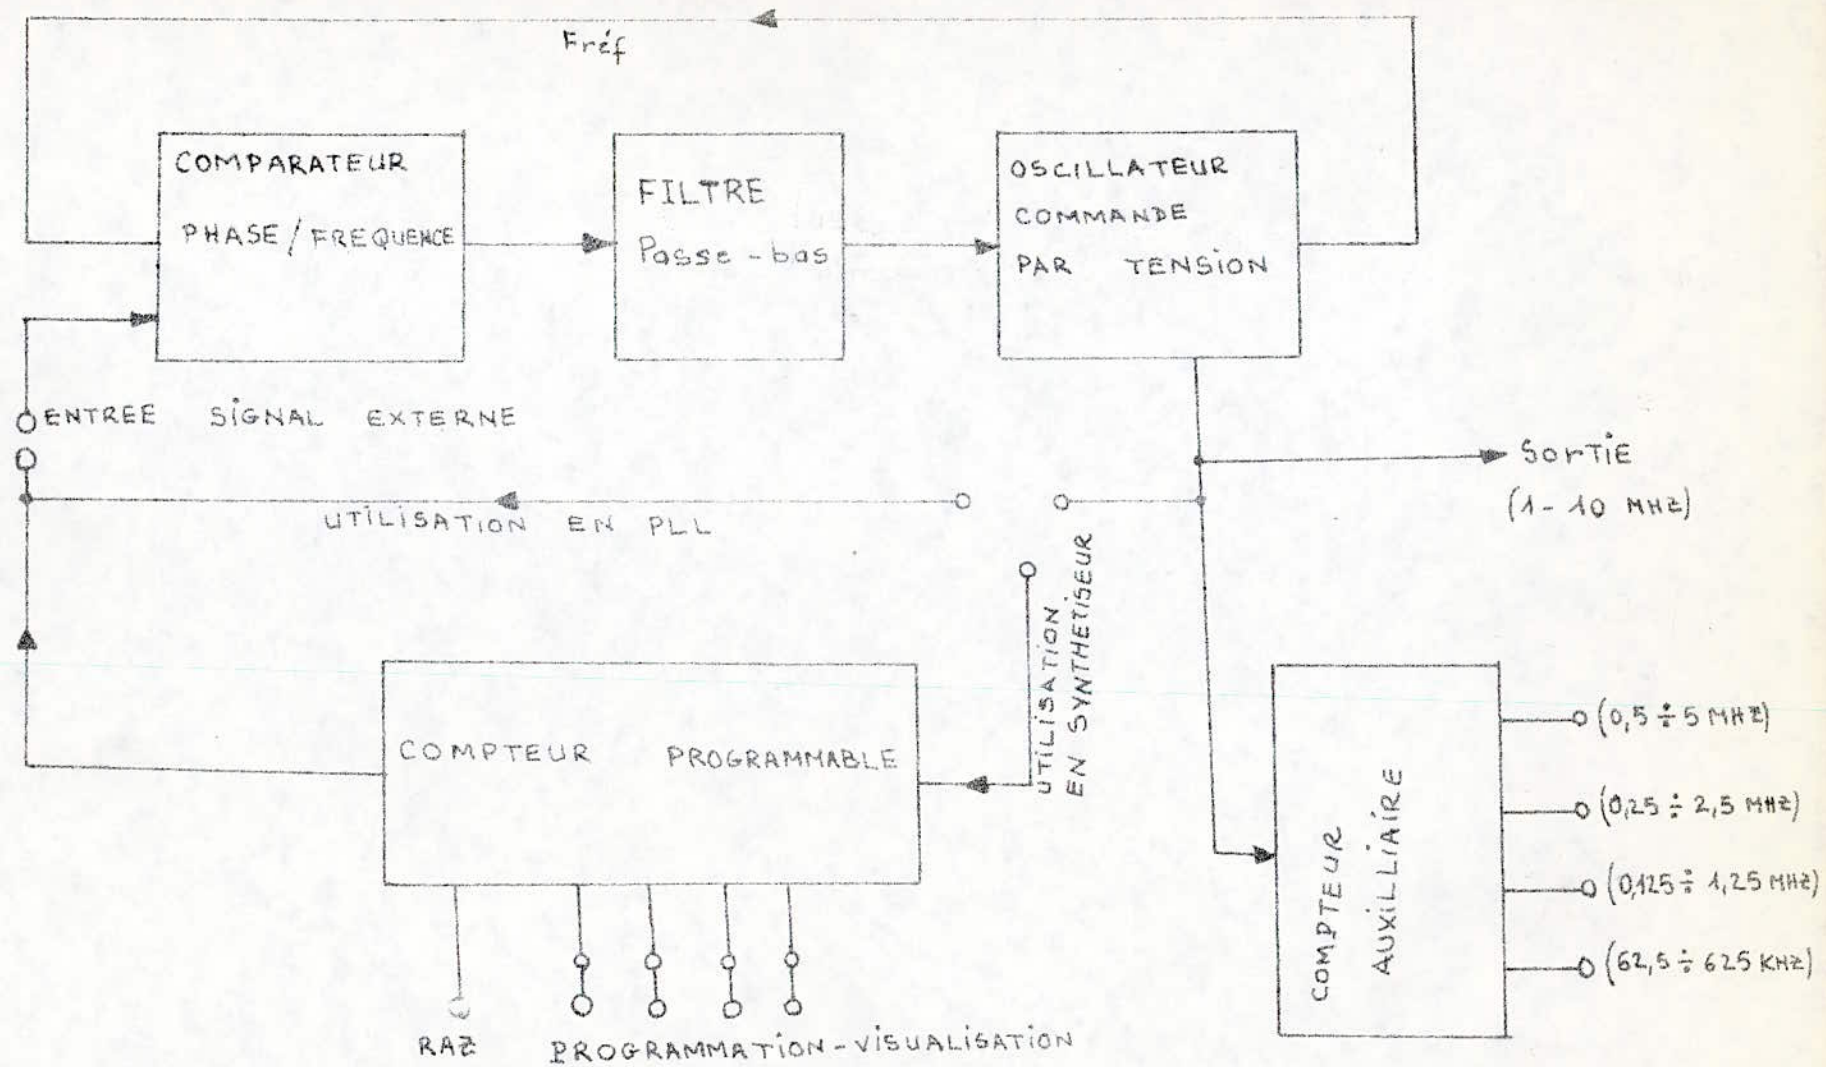 Fréf
COMPARATEUR
PHASE / FREQUENCE
FILTRE
Passe-bas
OSCILLATEUR
COMMANDE
PAR TENSION
ENTREE SIGNAL EXTERNE
SORTIE
(1-10 MHZ)
UTILISATION EN PLL
UTILISATION
EN SYNTHETISEUR
COMPTEUR PROGRAMMABLE
COMPTEUR
AUXILLIAIRE
(0,5 ÷ 5 MHZ)
(0,25 ÷ 2,5 MHZ)
(0,125 ÷ 1,25 MHZ)
(62,5 ÷ 625 KHZ)
RAZ
PROGRAMMATION-VISUALISATION